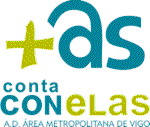 +as
conta
CONELAS
A.D. ÁREA METROPOLITANA DE VIGO